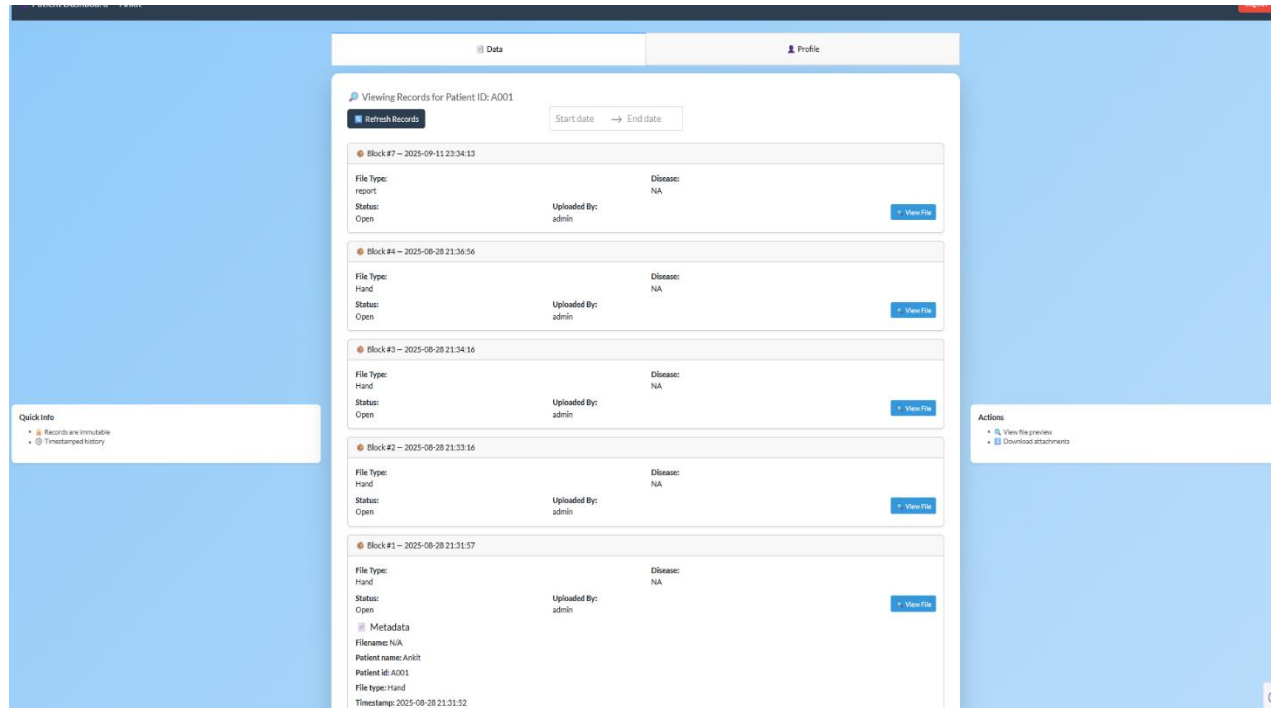 Patient Dashboard – Ankit
Data
Profile
Viewing Records for Patient ID: A001
Refresh Records
Start date → End date
Block #7 — 2025-09-11 23:34:13
File Type:
report
Disease:
NA
Status:
Open
Uploaded By:
admin
View File
Block #4 — 2025-08-28 21:36:56
File Type:
Hand
Disease:
NA
Status:
Open
Uploaded By:
admin
View File
Block #3 — 2025-08-28 21:34:16
File Type:
Hand
Disease:
NA
Status:
Open
Uploaded By:
admin
View File
Quick Info
Records are immutable
Timestamped history
Actions
View file preview
Download attachments
Block #2 — 2025-08-28 21:33:16
File Type:
Hand
Disease:
NA
Status:
Open
Uploaded By:
admin
View File
Block #1 — 2025-08-28 21:31:57
File Type:
Hand
Disease:
NA
Status:
Open
Uploaded By:
admin
View File
Metadata
Filename: N/A
Patient name: Ankit
Patient id: A001
File type: Hand
Timestamp: 2025-08-28 21:31:52